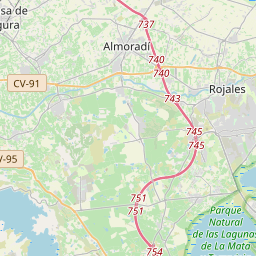 sa de
gura
737
Almoradí
740
740
CV-91
743
Rojales
745
745
V-95
751
751
Parque
Natural
de las Lagunas
de La Mata
754